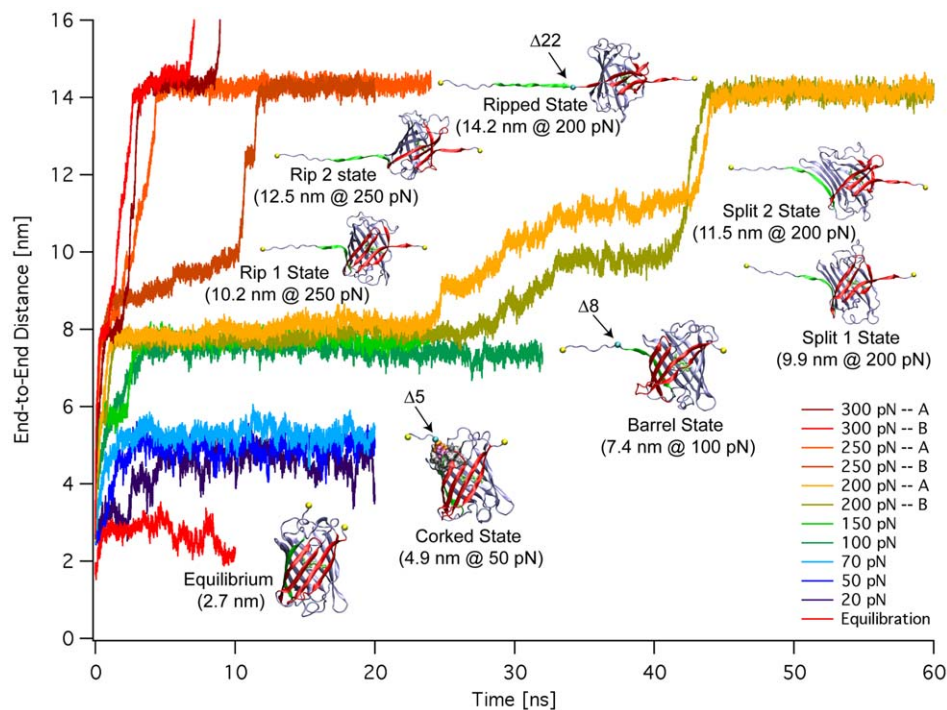 16
14
12
10
8
6
4
2
0
End-to-End Distance [nm]
0
10
20
30
40
50
60
Time [ns]
Δ22
Ripped State
(14.2 nm @ 200 pN)
Rip 2 state
(12.5 nm @ 250 pN)
Rip 1 State
(10.2 nm @ 250 pN)
Split 2 State
(11.5 nm @ 200 pN)
Split 1 State
(9.9 nm @ 200 pN)
Δ8
Barrel State
(7.4 nm @ 100 pN)
Δ5
Corked State
(4.9 nm @ 50 pN)
Equilibrium
(2.7 nm)
300 pN -- A
300 pN -- B
250 pN -- A
250 pN -- B
200 pN -- A
200 pN -- B
150 pN
100 pN
70 pN
50 pN
20 pN
Equilibration